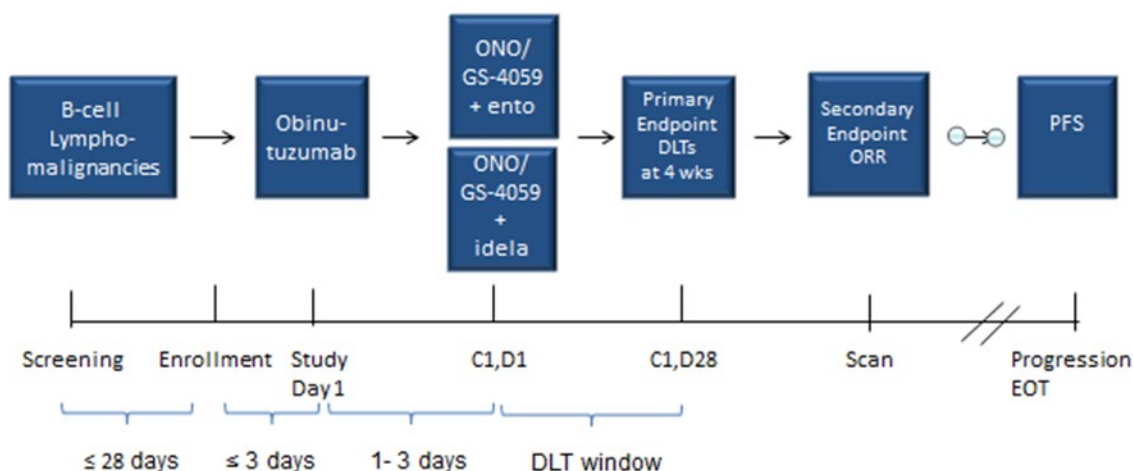 B-cell
Lympho-
malignancies
Obinu-
tuzumab
ONO/
GS-4059
+ ento
ONO/
GS-4059
+
idela
Primary
Endpoint
DLTs
at 4 wks
Secondary
Endpoint
ORR
PFS
Screening
Enrollment
Study
Day 1
C1,D1
C1,D28
Scan
Progression
EOT
≤ 28 days
≤ 3 days
1- 3 days
DLT window